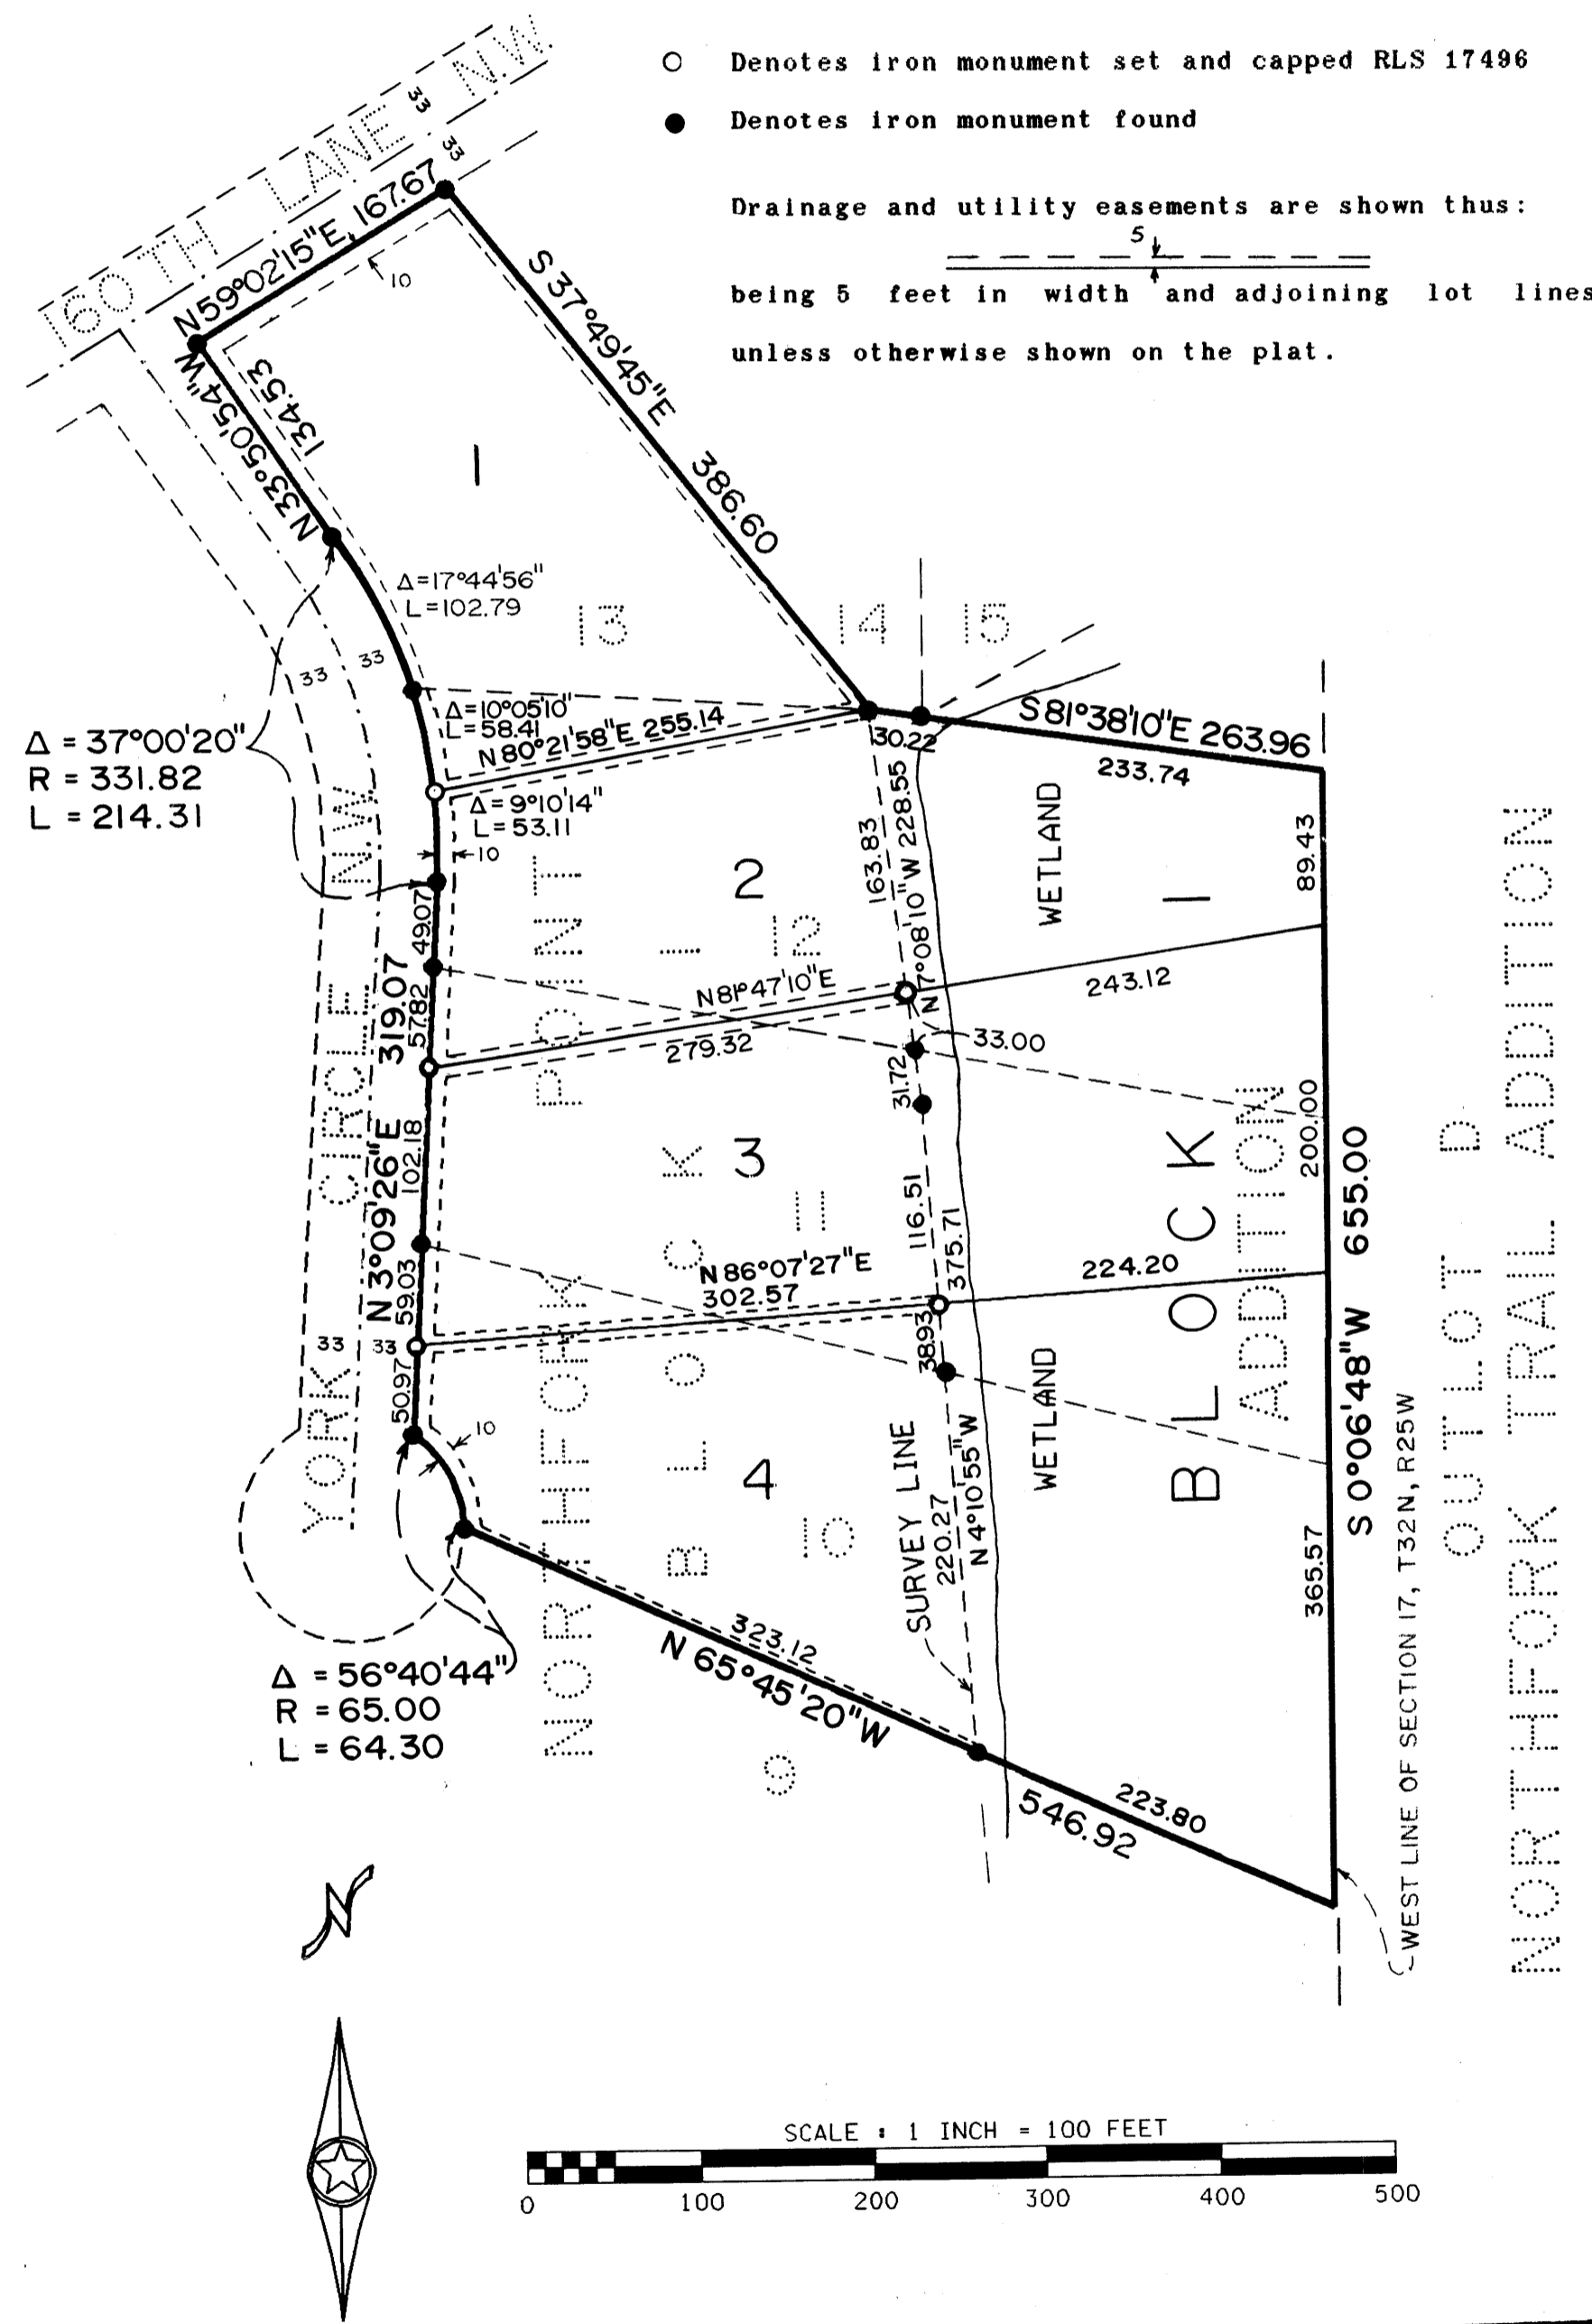 ○ Denotes iron monument set and capped RLS 17496
● Denotes iron monument found
Drainage and utility easements are shown thus:
5
being 5 feet in width and adjoining lot lines
unless otherwise shown on the plat.
160TH LANE N.W.
33
33
N59°02'15"E, 167.67
10
S 37°49'45"E
386.60
N33°50'54"W
134.53
1
Δ=17°44'56"
L=102.79
13
14
15
33
33
Δ=10°05'10"
L=58.41
N 80°21'58"E 255.14
S81°38'10"E 263.96
130.22
233.74
Δ = 37°00'20"
R = 331.82
L = 214.31
Δ=9°10'14"
L=53.11
10
2
12
163.83
N 7°08'10"W 228.55
WETLAND
1
89.43
49.07
N81°47'10"E
279.32
243.12
57.82
319.07
N 3°09'26"E
33.00
31.72
102.18
3
11
116.51
375.71
200.00
N 86°07'27"E
302.57
224.20
59.03
33
33
38.93
50.97
10
4
10
WETLAND
SURVEY LINE
220.27
N 4°10'55"W
BLOCK
ADDITION
S 0°06'48"W 655.00
365.57
YORK CIRCLE N.W.
NORTHFORK POINT
BLOCK 1
Δ = 56°40'44"
R = 65.00
L = 64.30
323.12
N 65°45'20"W
9
223.80
546.92
WEST LINE OF SECTION 17, T32N, R25W
OUTLOT D
NORTHFORK TRAIL ADDITION
N
SCALE : 1 INCH = 100 FEET
0 100 200 300 400 500